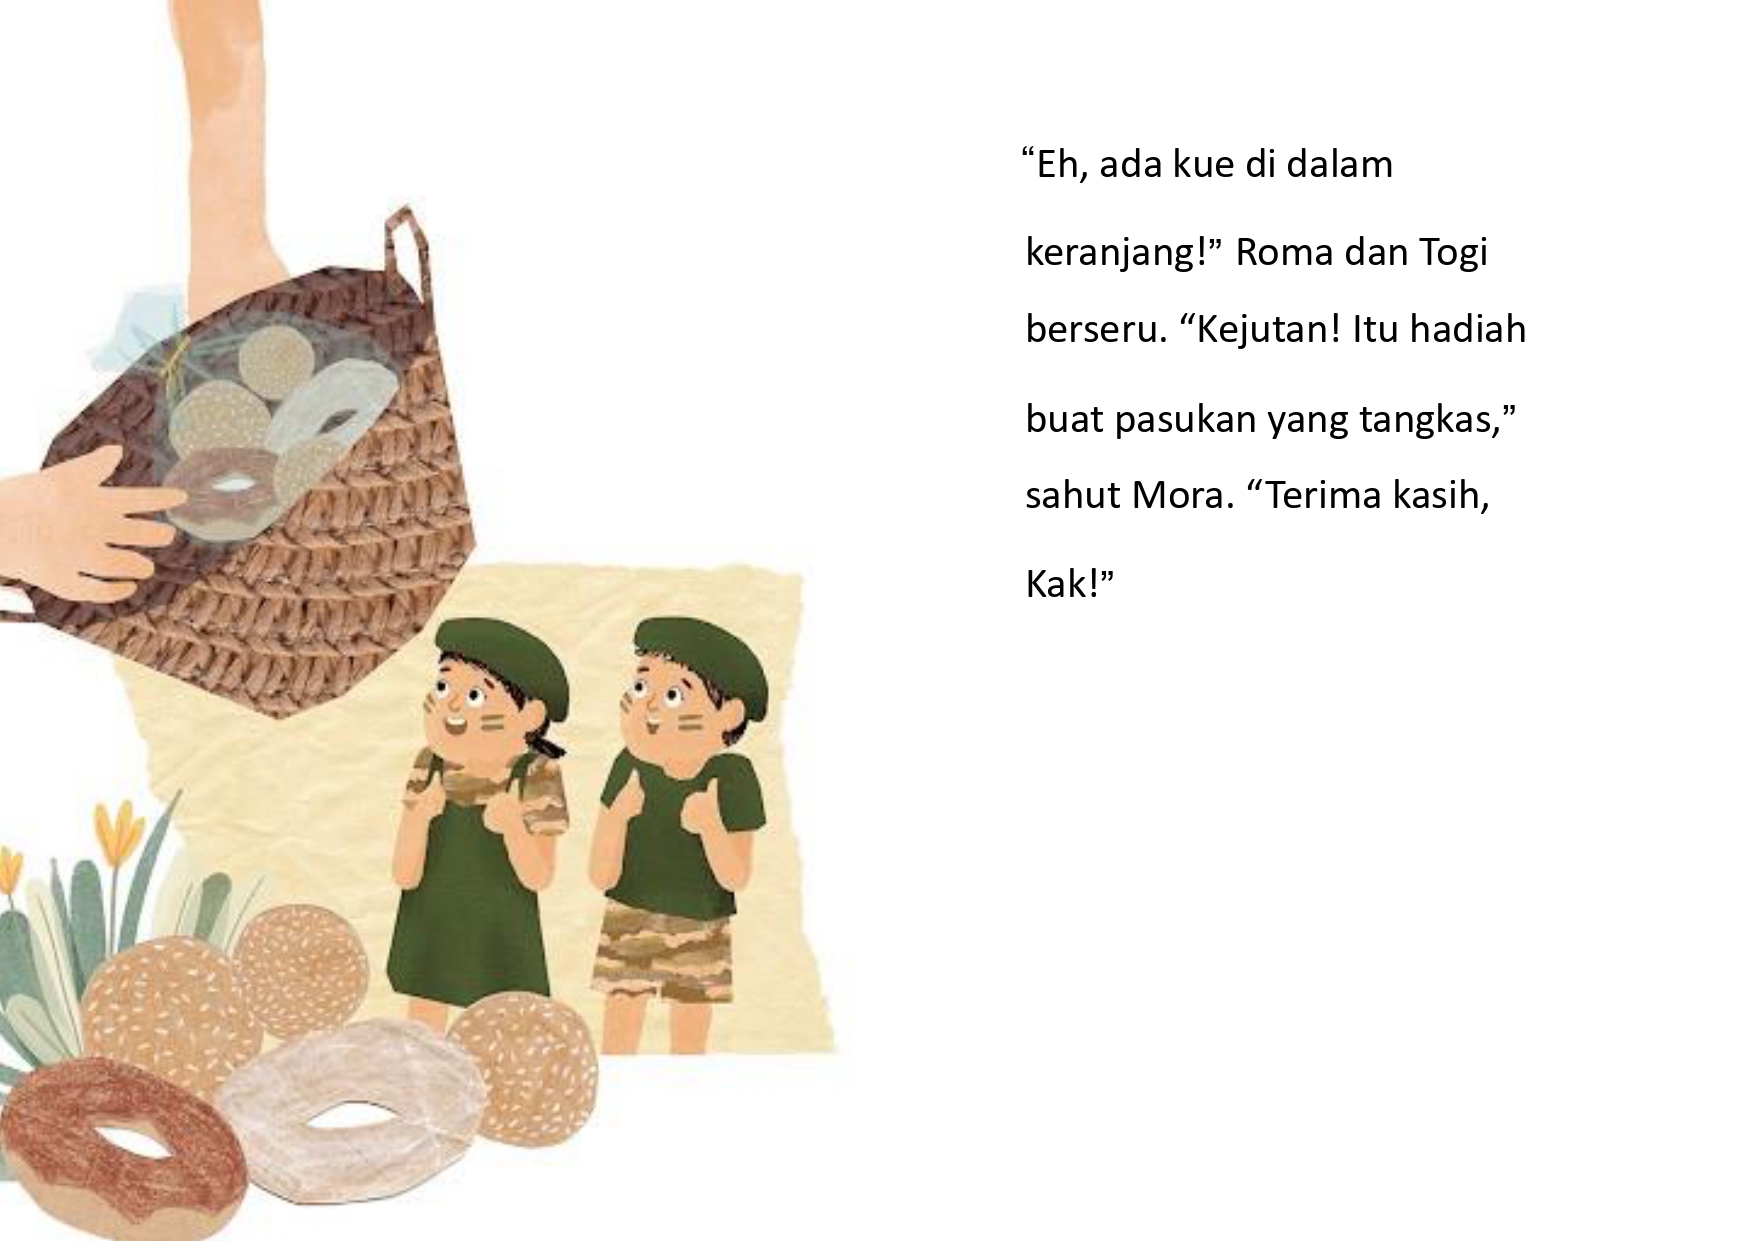 “Eh, ada kue di dalam
keranjang!” Roma dan Togi
berseru. “Kejutan! Itu hadiah
buat pasukan yang tangkas,”
sahut Mora. “Terima kasih,
Kak!”